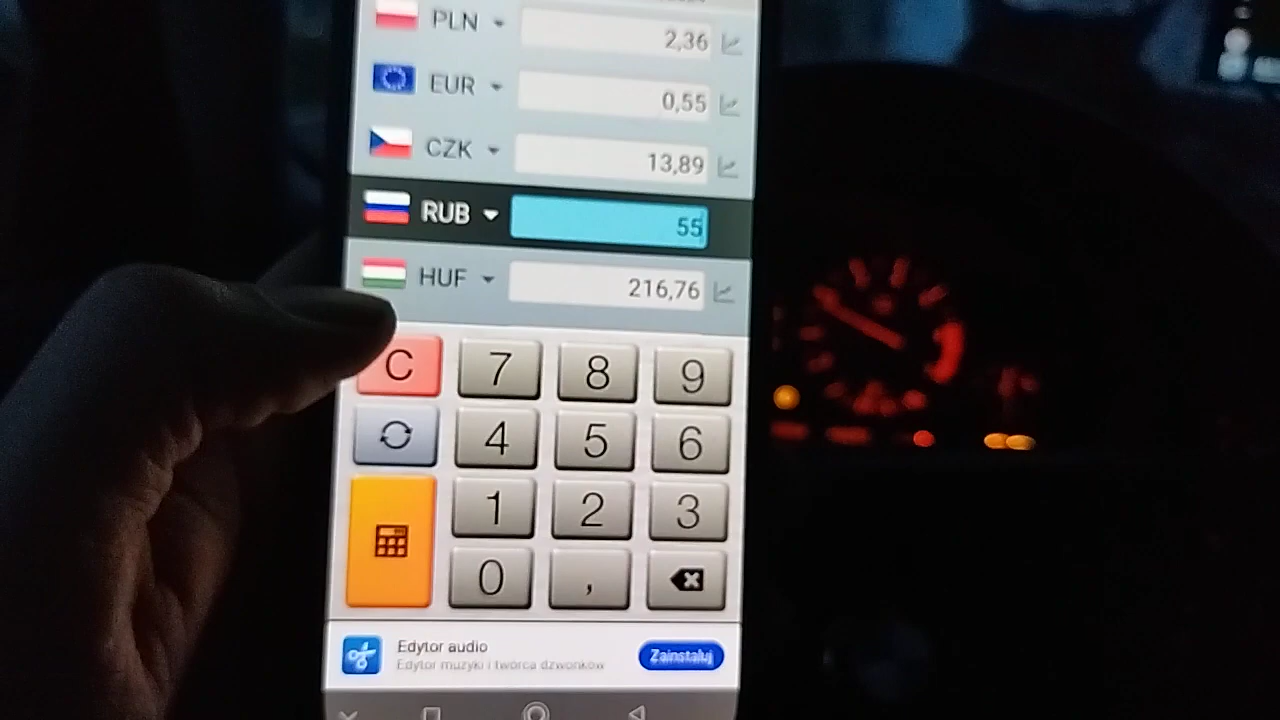 PLN 2,36
EUR 0,55
CZK 13,89
RUB 55
HUF 216,76
C 7 8 9
4 5 6
1 2 3
0 ,
Edytor audio
Edytor muzyki i twórca dzwonków
Zainstaluj